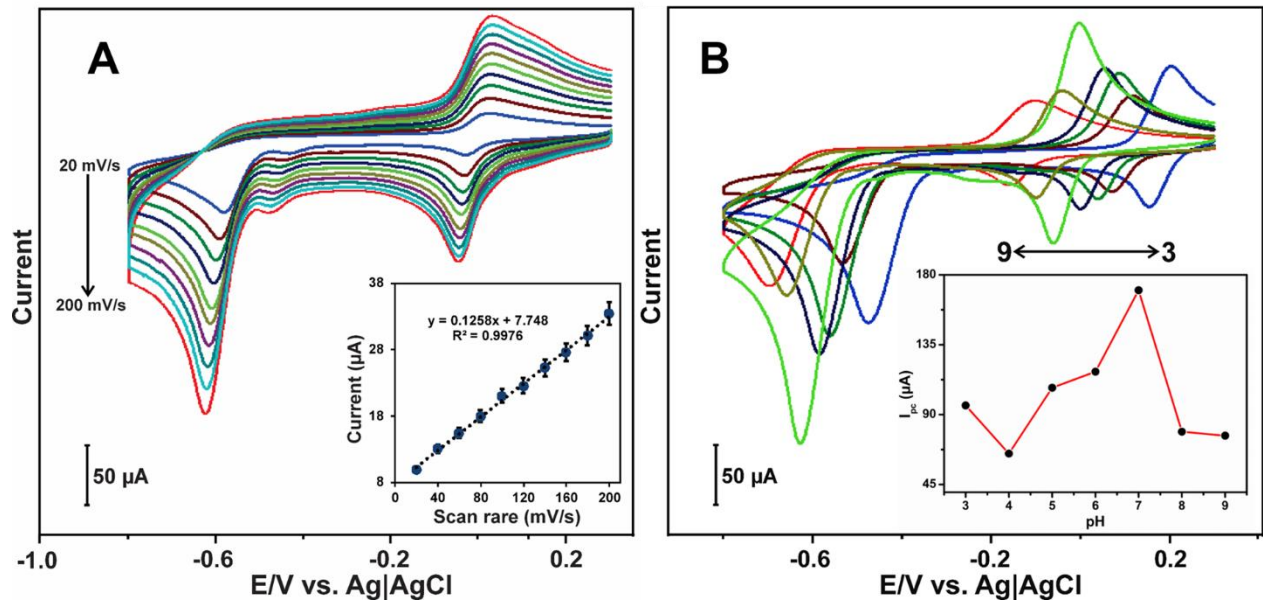 A
Current
20 mV/s
200 mV/s
50 µA
38
28
18
8
Current (µA)
y = 0.1258x + 7.748
R² = 0.9976
0
40
80
120
160
200
Scan rare (mV/s)
-1.0
-0.6
-0.2
0.2
E/V vs. Ag|AgCl
B
Current
9
3
50 µA
180
135
90
45
Ipc (µA)
3
4
5
6
7
8
9
pH
-0.6
-0.2
0.2
E/V vs. Ag|AgCl